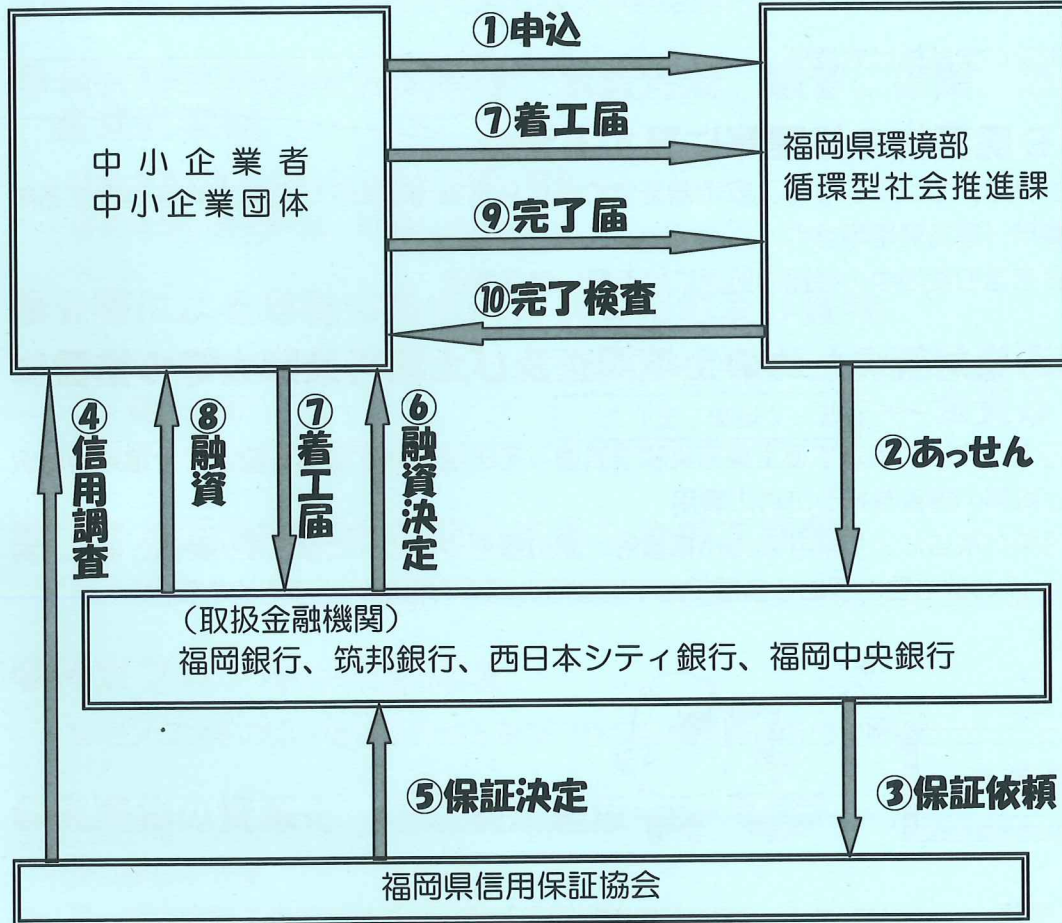 ①申込
⑦着工届
⑨完了届
⑩完了検査
中小企業者
中小企業団体
福岡県環境部
循環型社会推進課
④信用調査
⑧融資
⑦着工届
⑥融資決定
②あっせん
（取扱金融機関）
福岡銀行、筑邦銀行、西日本シティ銀行、福岡中央銀行
⑤保証決定
③保証依頼
福岡県信用保証協会